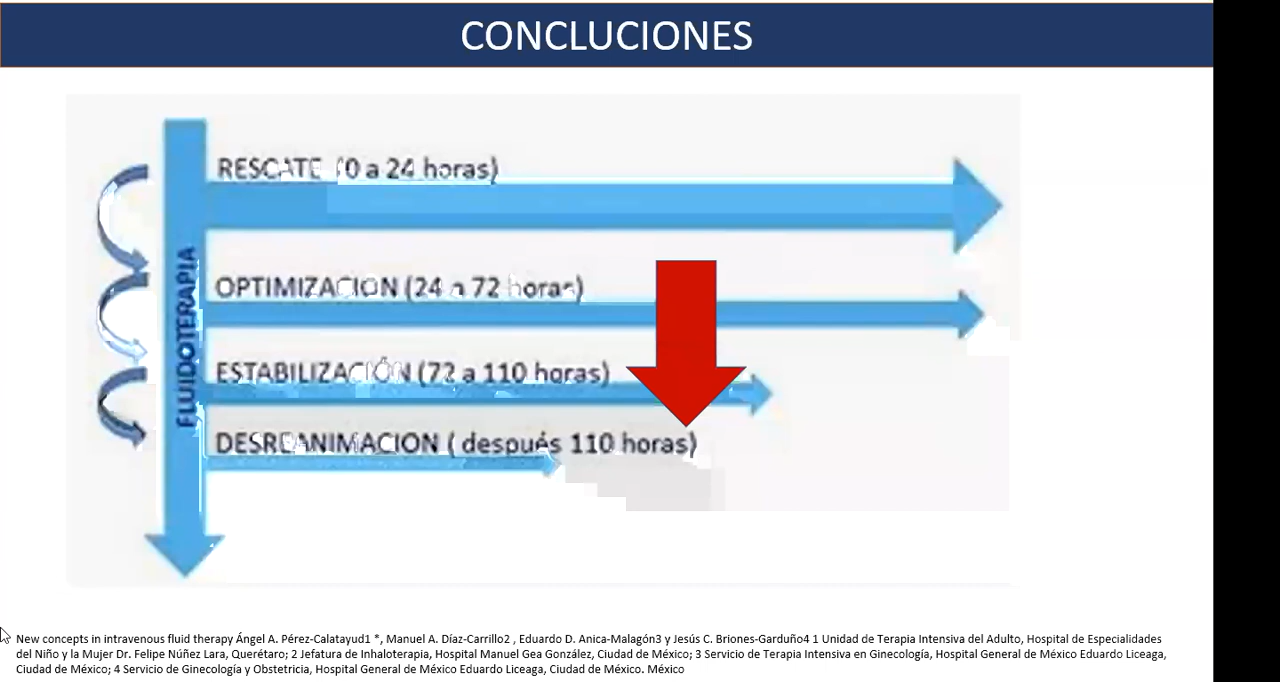 CONCLUCIONES
RESCATE (0 a 24 horas)
OPTIMIZACION (24 a 72 horas)
FLUIDOTERAPIA
ESTABILIZACIÓN (72 a 110 horas)
DESREANIMACION ( después 110 horas)
New concepts in intravenous fluid therapy Ángel A. Pérez-Calatayud1 *, Manuel A. Díaz-Carrillo2 , Eduardo D. Anica-Malagón3 y Jesús C. Briones-Garduño4 1 Unidad de Terapia Intensiva del Adulto, Hospital de Especialidades
del Niño y la Mujer Dr. Felipe Núñez Lara, Querétaro; 2 Jefatura de Inhaloterapia, Hospital Manuel Gea González, Ciudad de México; 3 Servicio de Terapia Intensiva en Ginecología, Hospital General de México Eduardo Liceaga,
Ciudad de México; 4 Servicio de Ginecología y Obstetricia, Hospital General de México Eduardo Liceaga, Ciudad de México. México